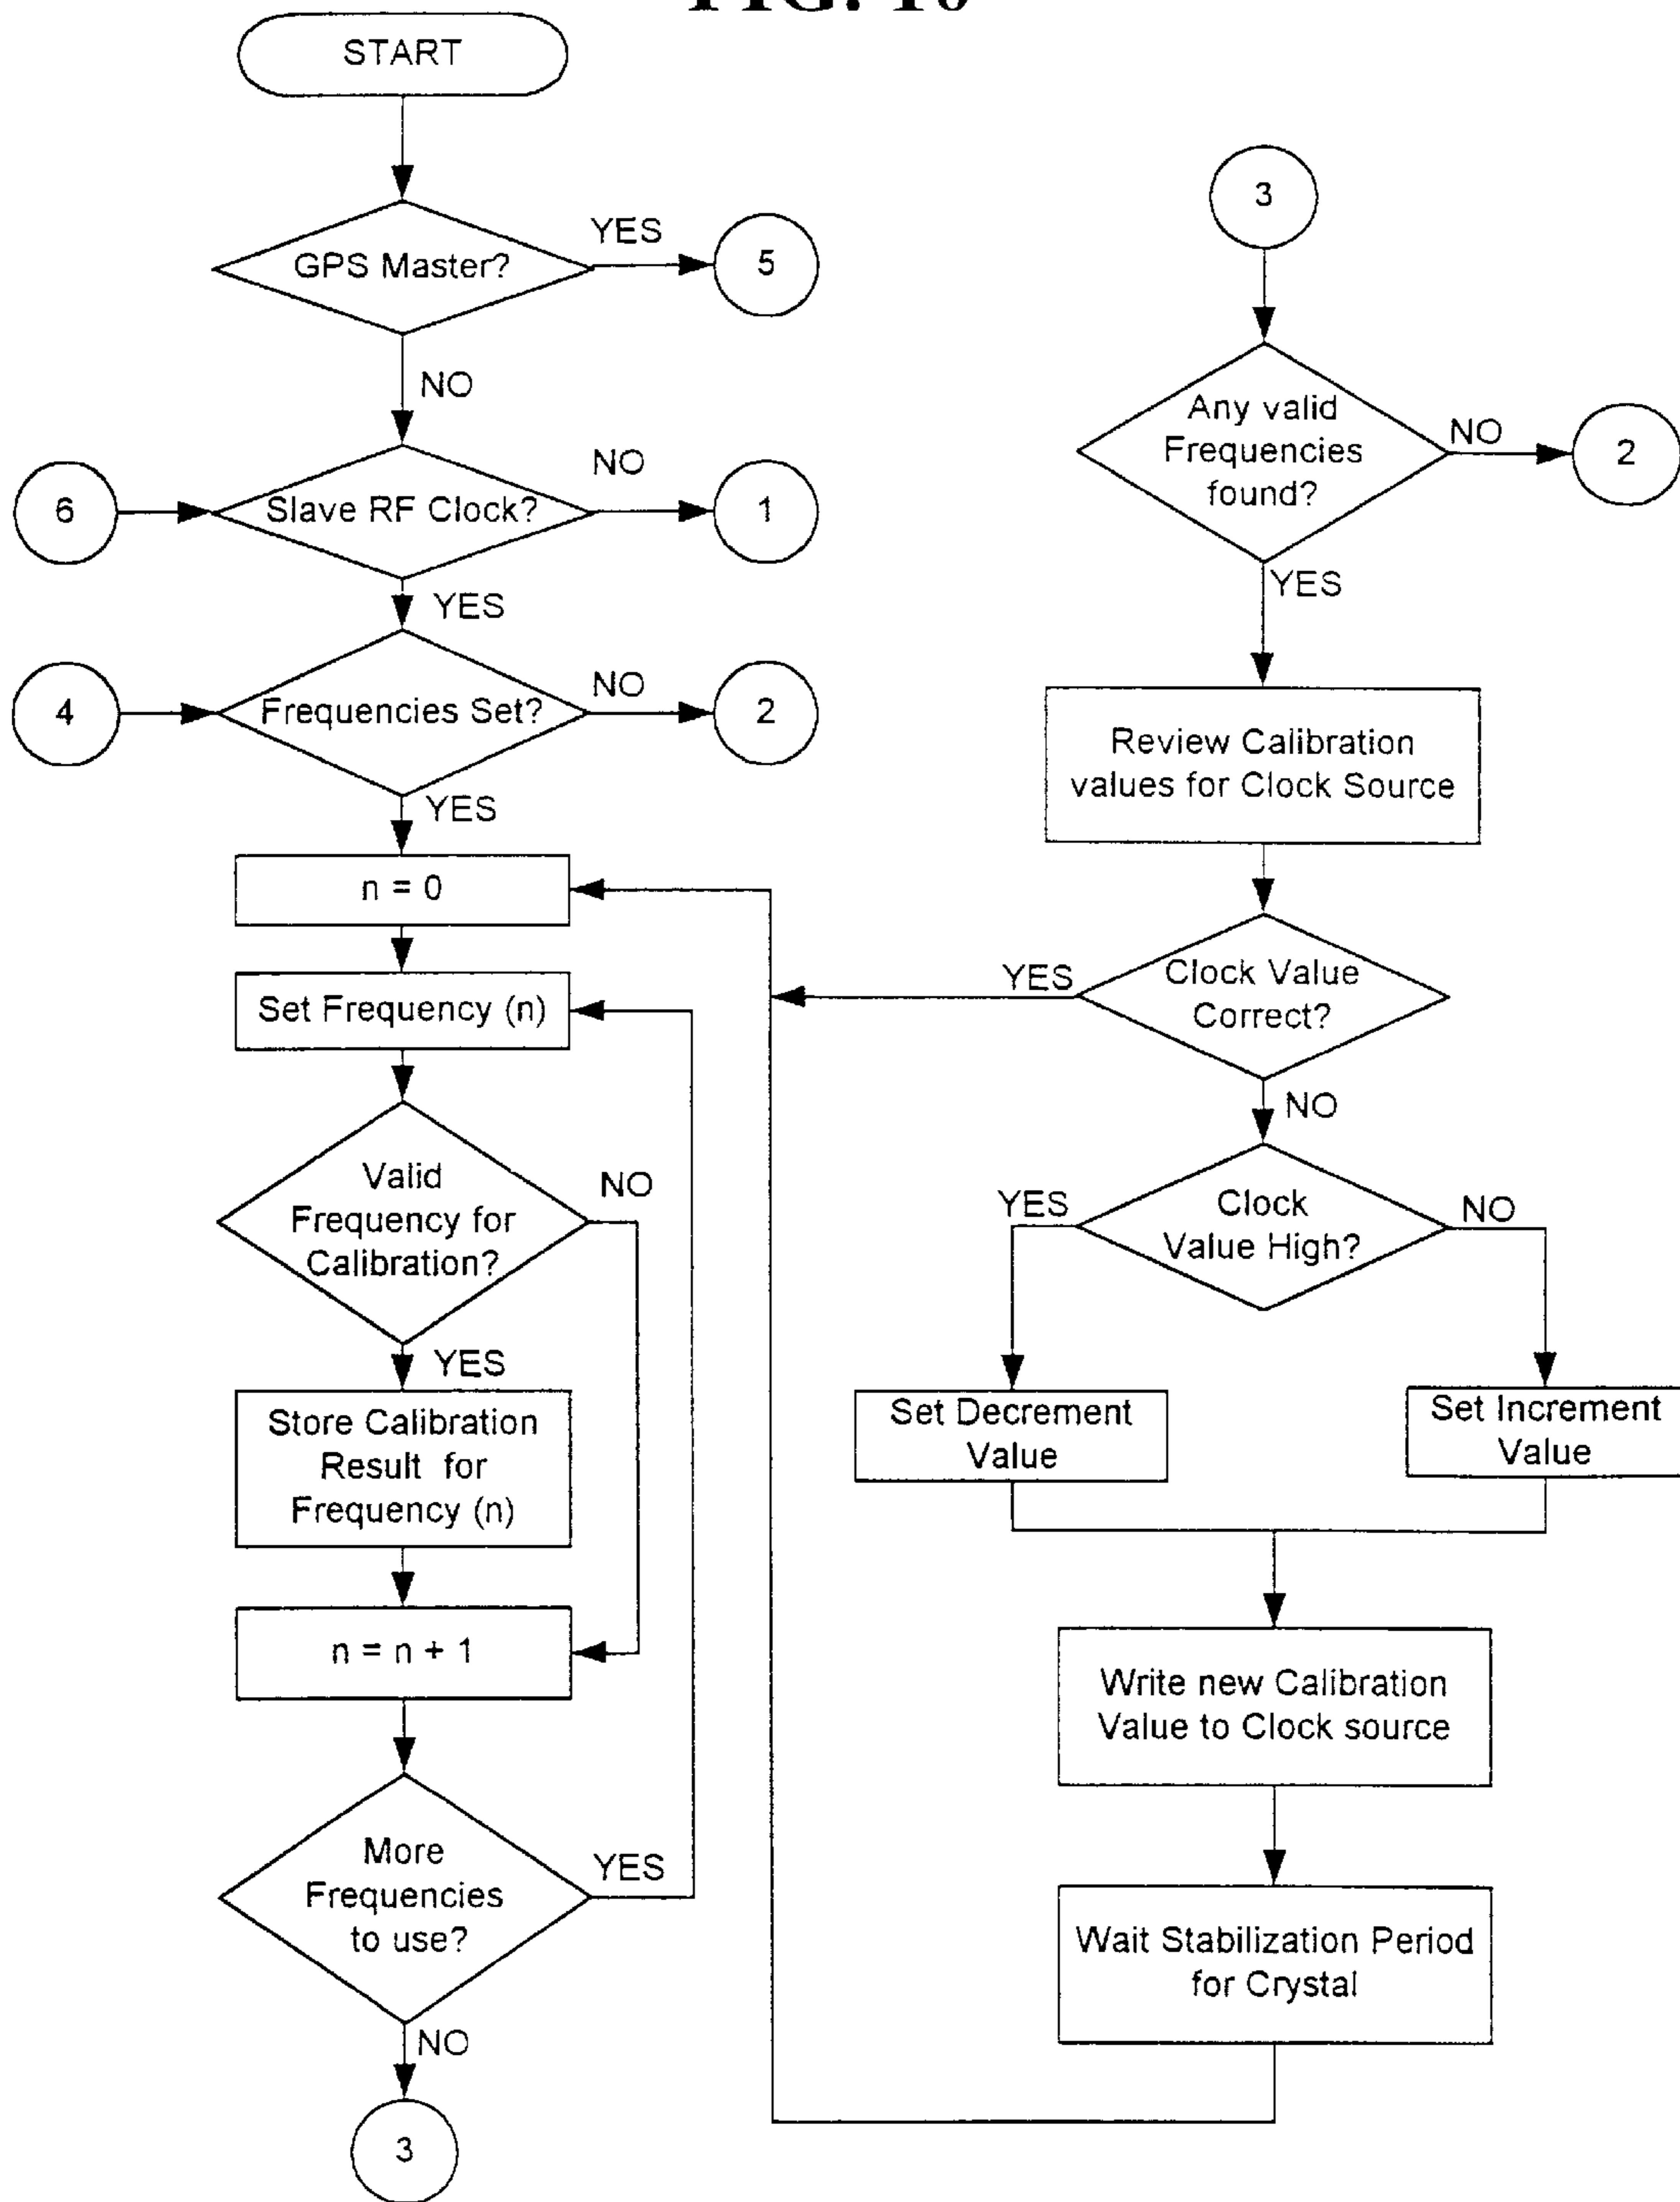 FIG. 10
START
GPS Master?
YES
5
NO
6
Slave RF Clock?
NO
1
YES
4
Frequencies Set?
NO
2
YES
n = 0
Set Frequency (n)
Valid
Frequency for
Calibration?
NO
YES
Store Calibration
Result for
Frequency (n)
n = n + 1
More
Frequencies
to use?
YES
NO
3
3
Any valid
Frequencies
found?
NO
2
YES
Review Calibration
values for Clock Source
Clock Value
Correct?
YES
NO
Clock
Value High?
YES
NO
Set Decrement
Value
Set Increment
Value
Write new Calibration
Value to Clock source
Wait Stabilization Period
for Crystal